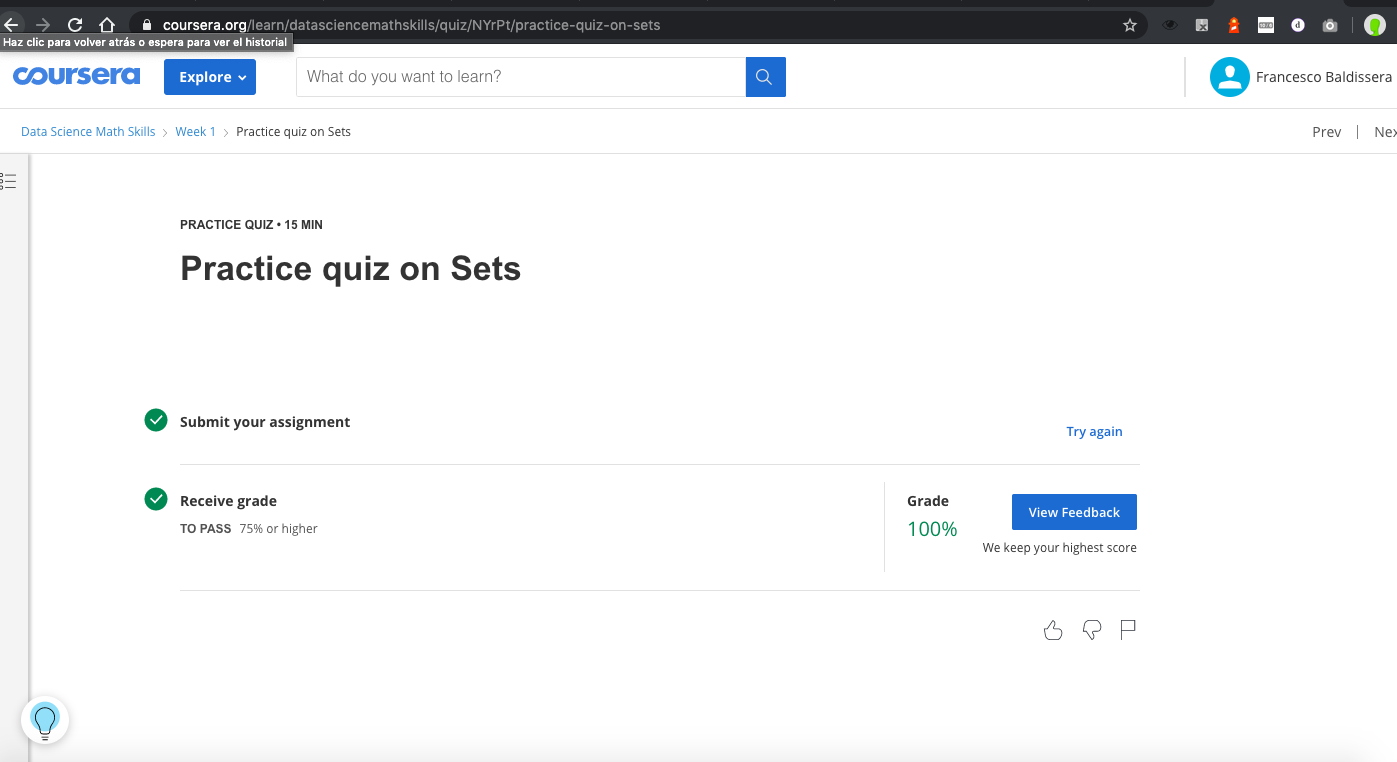 coursera.org/learn/datasciencemathskills/quiz/NYrPt/practice-quiz-on-sets
Haz clic para volver atrás o espera para ver el historial
coursera
Explore
What do you want to learn?
Francesco Baldissera
Data Science Math Skills
Week 1
Practice quiz on Sets
Prev
PRACTICE QUIZ • 15 MIN
Practice quiz on Sets
Submit your assignment
Try again
Receive grade
TO PASS 75% or higher
Grade
100%
View Feedback
We keep your highest score